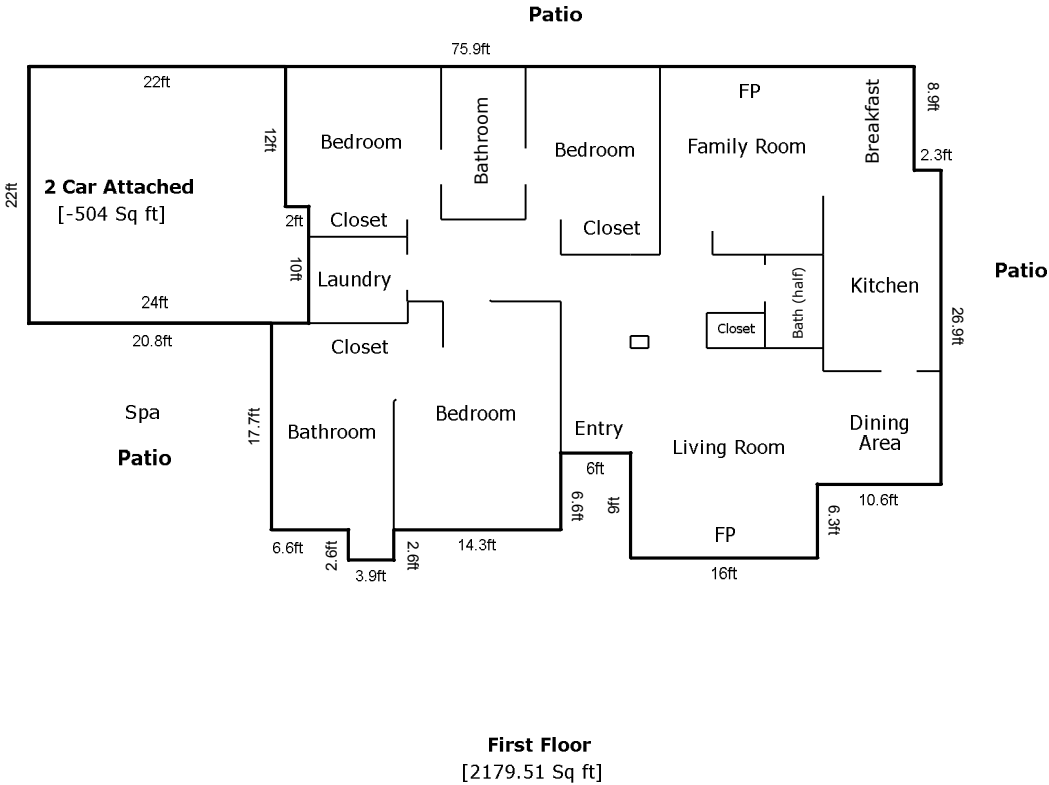 Patio
75.9ft
22ft
FP
8.9ft
Breakfast
12ft
Bedroom
Bathroom
Bedroom
Family Room
2.3ft
22ft
2 Car Attached
[-504 Sq ft]
2ft
Closet
Closet
10ft
Laundry
Kitchen
Patio
24ft
Bath (half)
Closet
26.9ft
20.8ft
Closet
Spa
17.7ft
Bathroom
Bedroom
Entry
Living Room
Dining
Area
Patio
6ft
6.6ft
9ft
10.6ft
6.3ft
FP
6.6ft
2.6ft
3.9ft
2.6ft
14.3ft
16ft
First Floor
[2179.51 Sq ft]